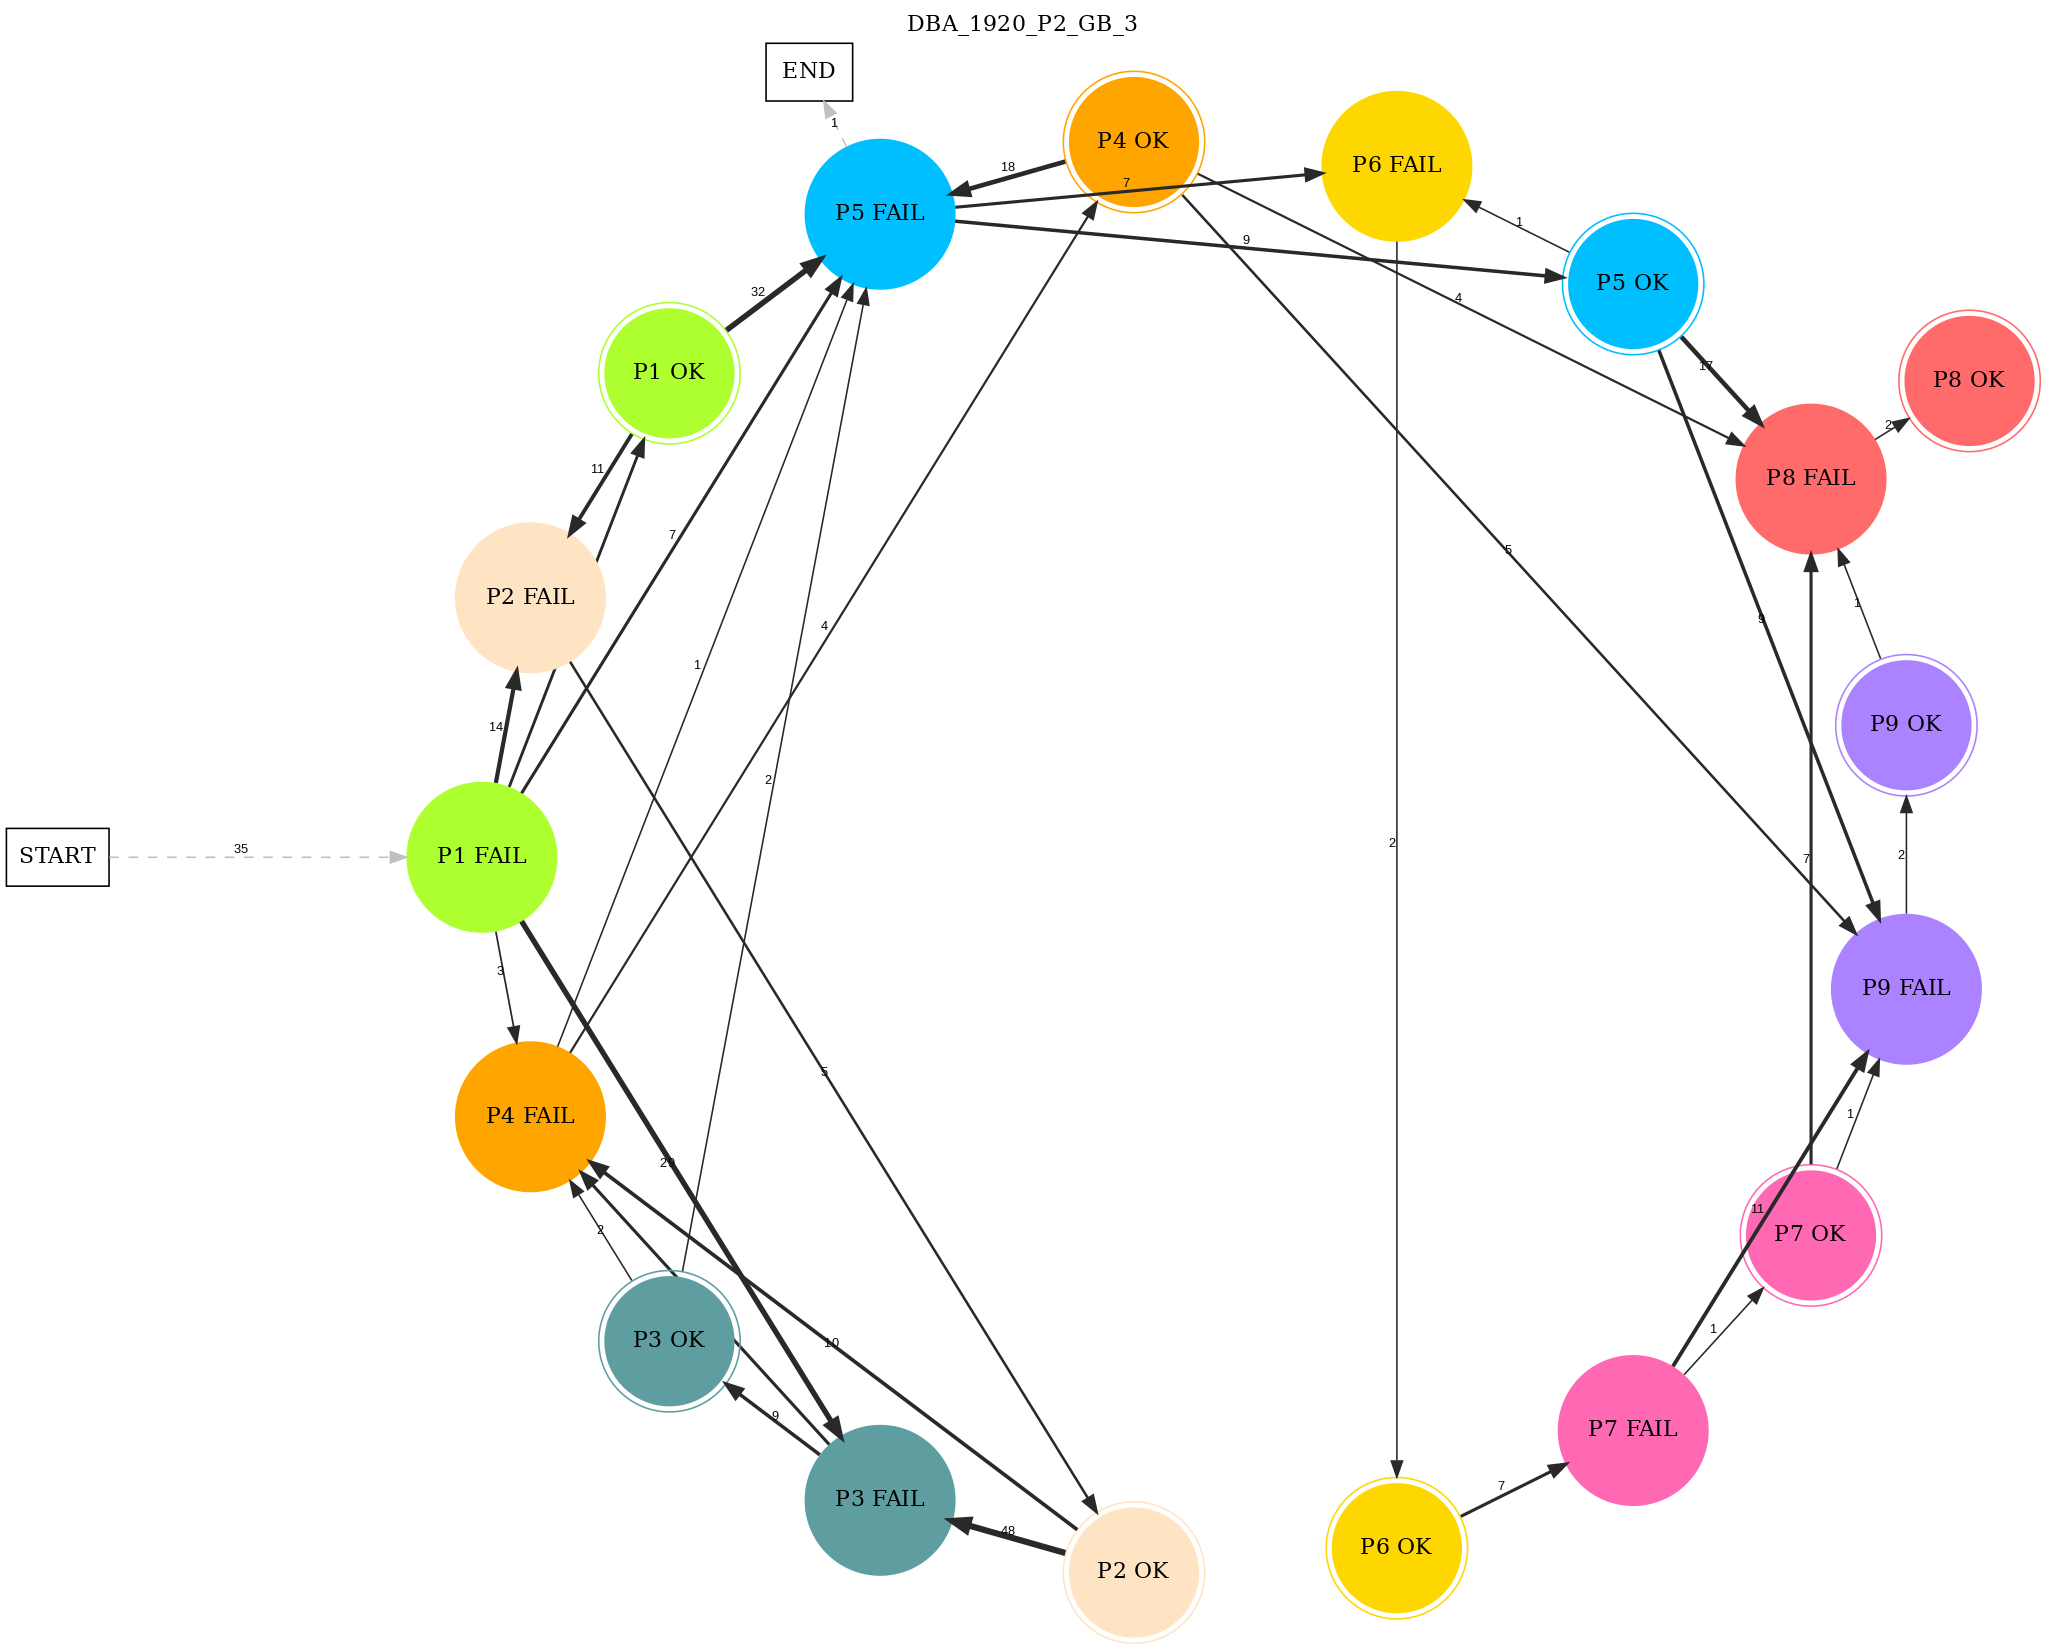 DBA_1920_P2_GB_3
END
1
P4 OK
P6 FAIL
18
7
P5 FAIL
9
1
P5 OK
32
4
P1 OK
17
P8 OK
2
11
P8 FAIL
7
5
P2 FAIL
1
9
4
1
14
P9 OK
2
START
35
P1 FAIL
2
7
2
3
P9 FAIL
5
P4 FAIL
1
2
11
P7 OK
P3 OK
10
1
9
P7 FAIL
P3 FAIL
7
48
P6 OK
P2 OK